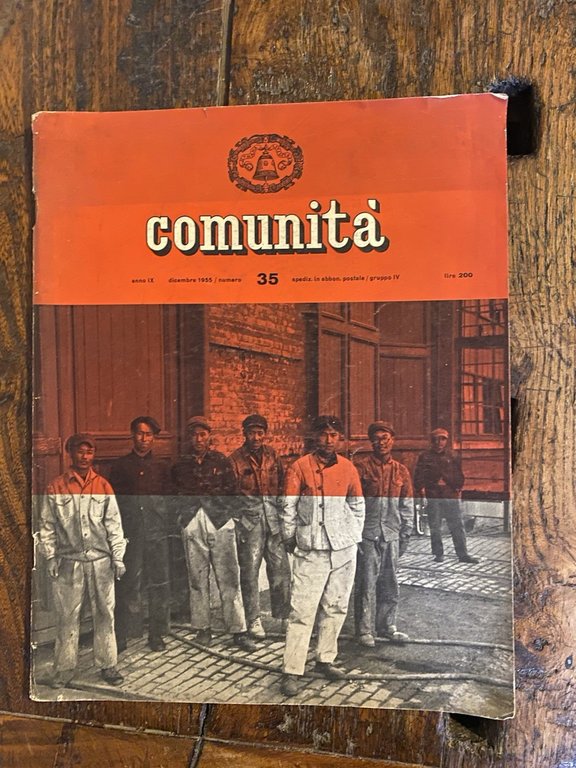 comunità
anno IX dicembre 1955 / numero 35 spediz. in abbon. postale / gruppo IV lire 200